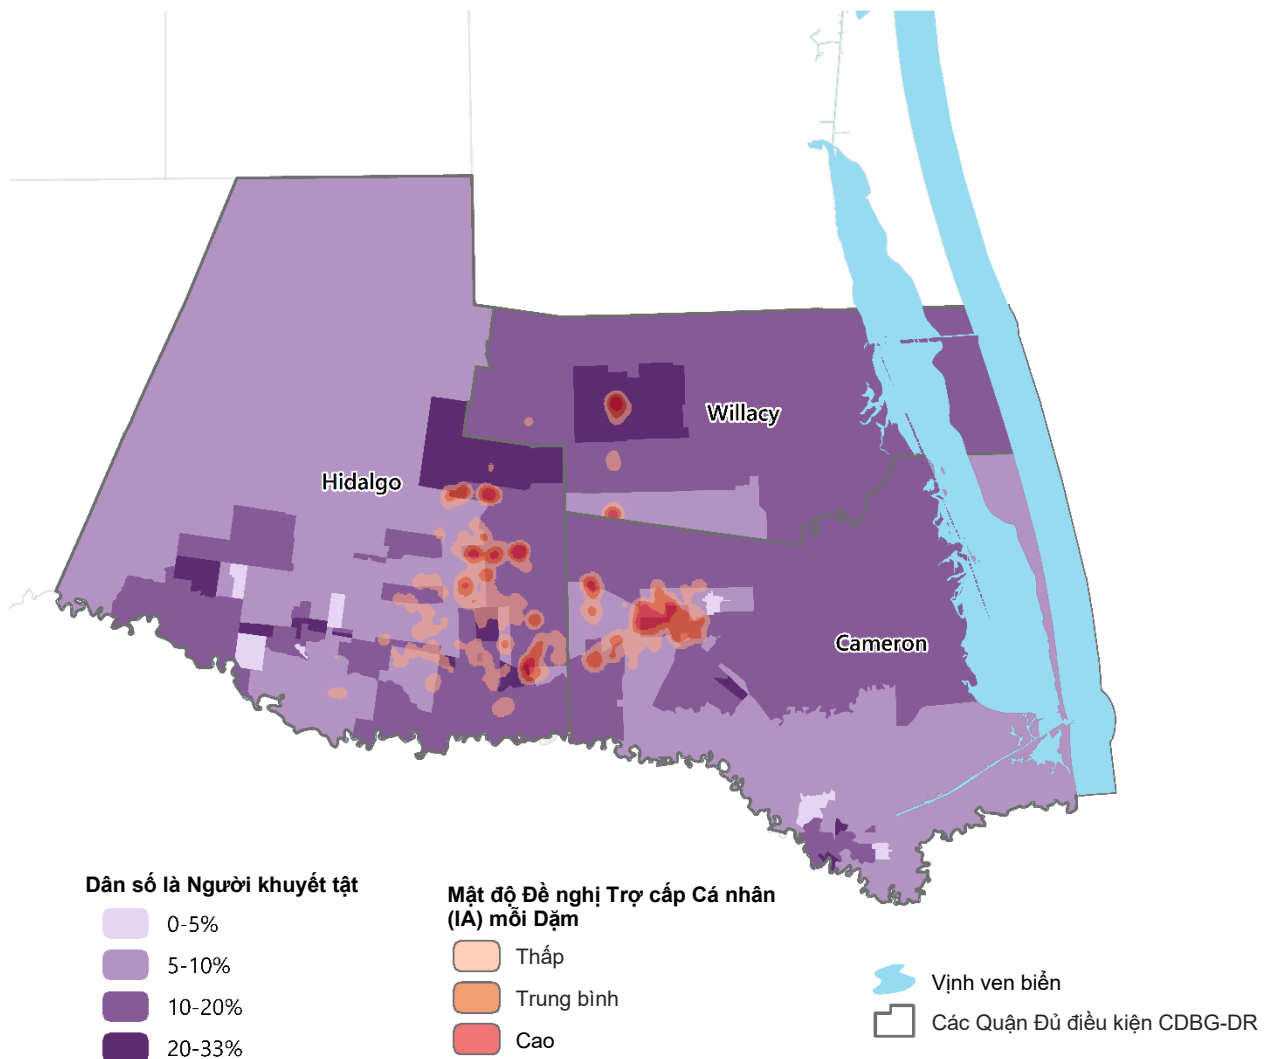 Willacy
Hidalgo
Cameron
Dân số là Người khuyết tật
0-5%
5-10%
10-20%
20-33%
Mật độ Đề nghị Trợ cấp Cá nhân
(IA) mỗi Dặm
Thấp
Trung bình
Cao
Vịnh ven biển
Các Quận Đủ điều kiện CDBG-DR